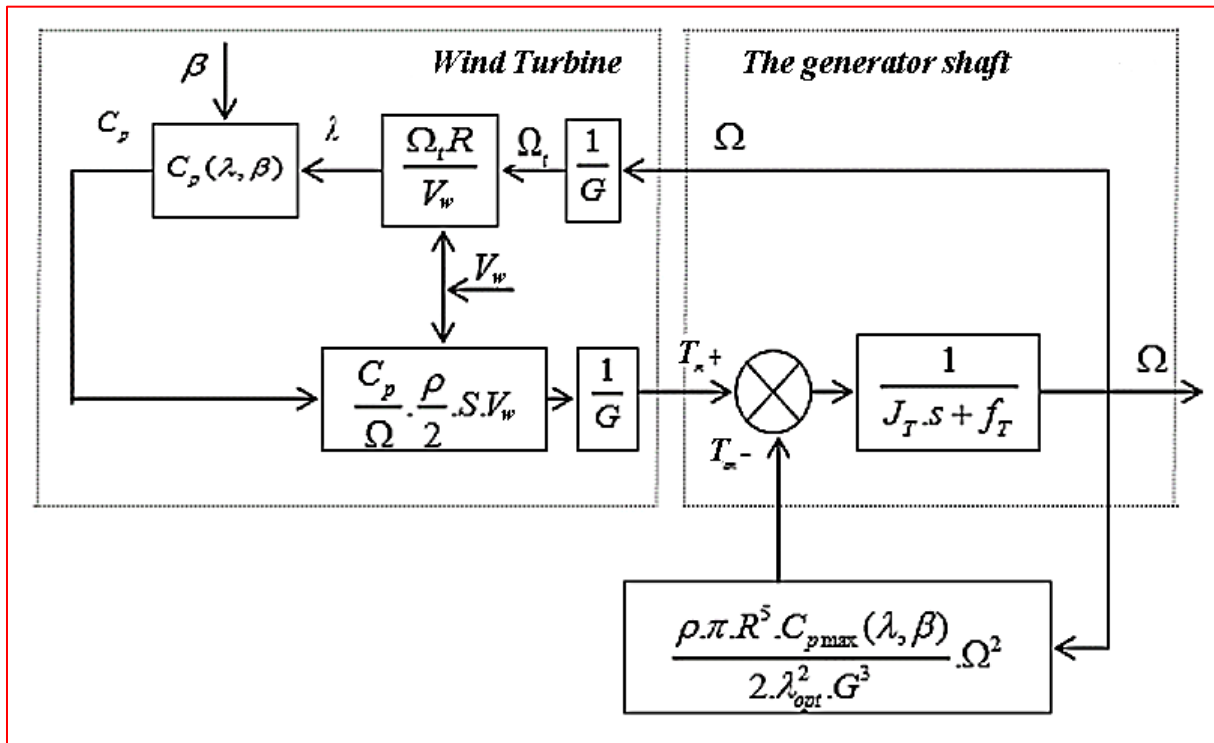 Wind Turbine
The generator shaft
β
C_p
C_p(λ, β)
λ
Ω_t R / V_w
Ω_t
1 / G
Ω
V_w
C_p / Ω . ρ / 2 . S.V_w
1 / G
T_m +
T_em -
1 / J_T.s + f_T
Ω
ρ.π.R^5.C_pmax(λ, β) / 2.λ_opt^2.G^3 .Ω^2